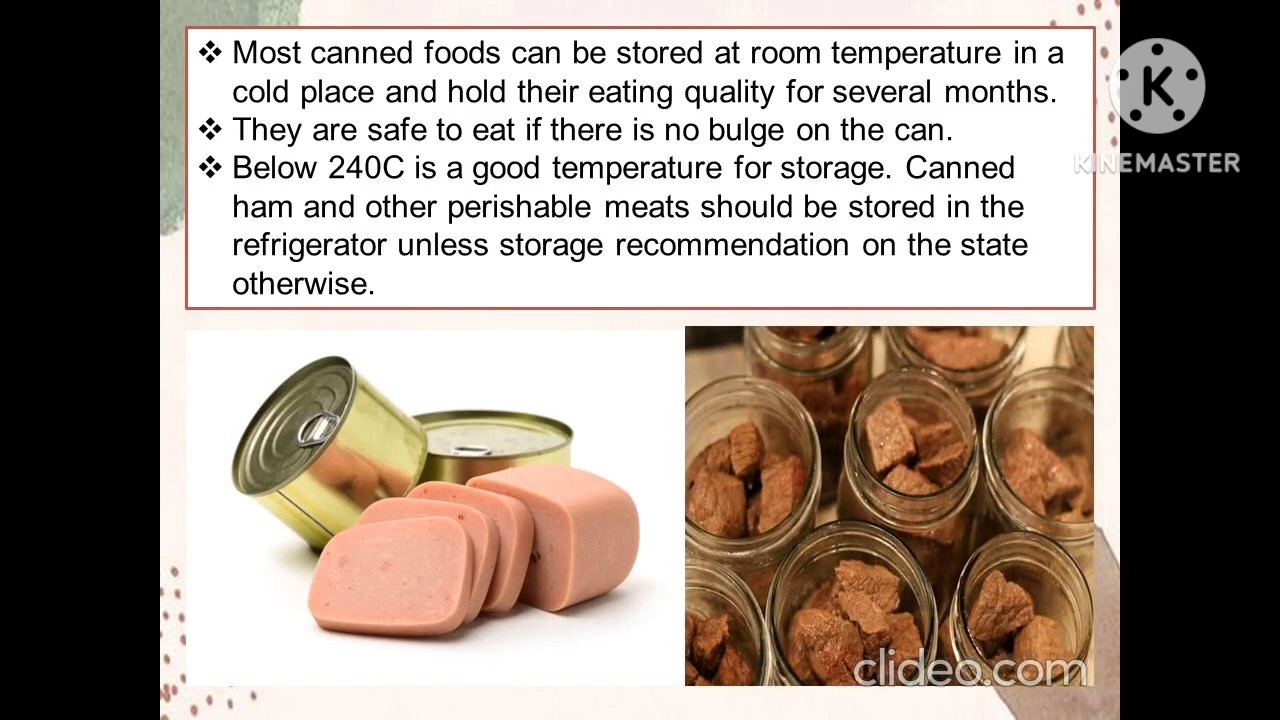 ❖ Most canned foods can be stored at room temperature in a
cold place and hold their eating quality for several months.
❖ They are safe to eat if there is no bulge on the can.
❖ Below 240C is a good temperature for storage. Canned
ham and other perishable meats should be stored in the
refrigerator unless storage recommendation on the state
otherwise.
K
KINEMASTER
clideo.com